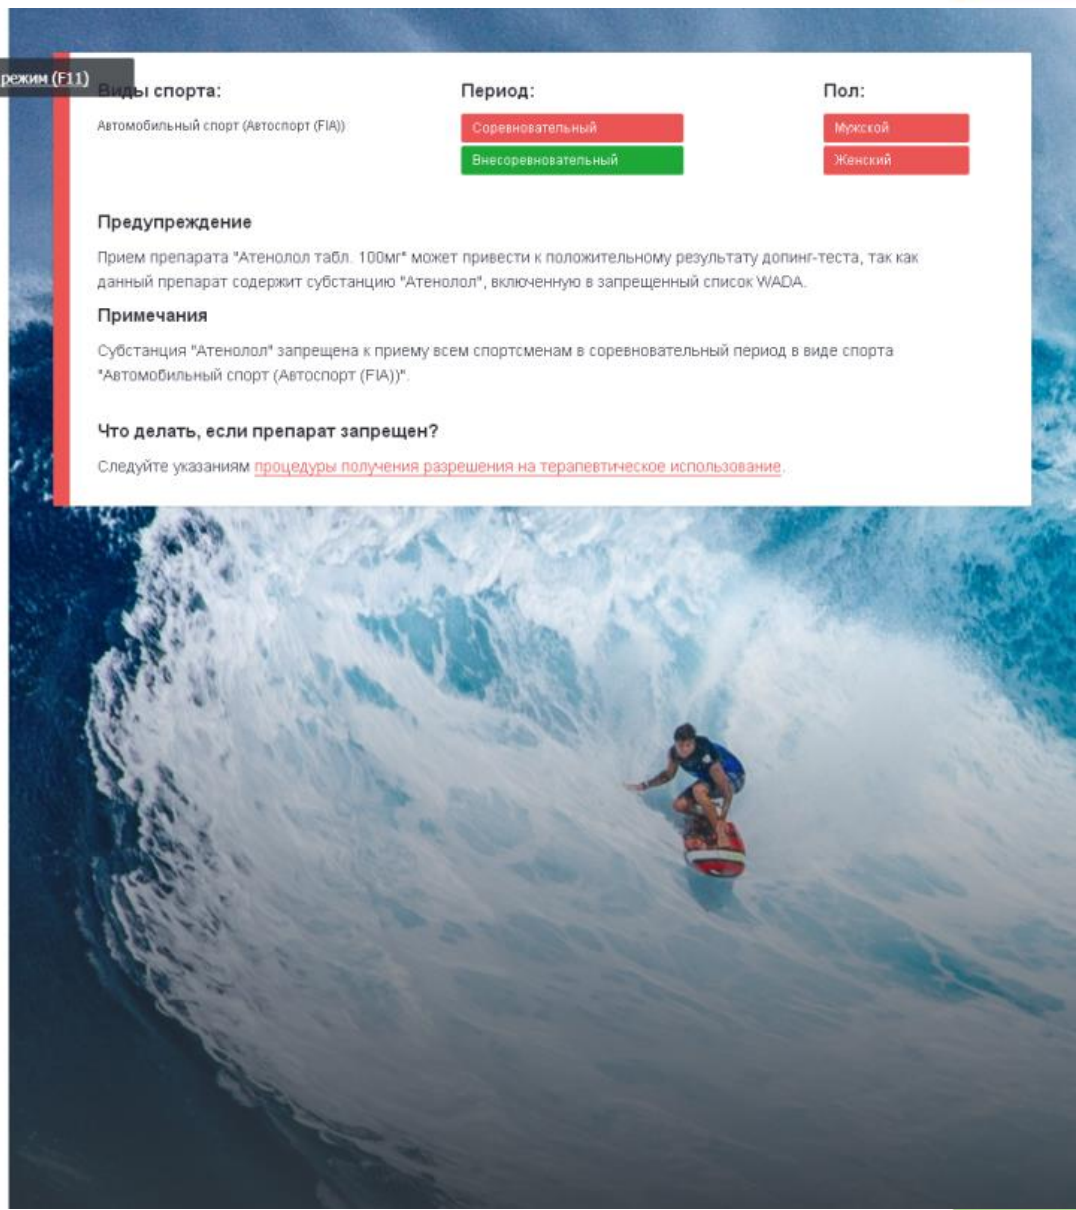 режим (F11)
Виды спорта:
Период:
Пол:
Автомобильный спорт (Автоспорт (FIA))
Соревновательный
Мужской
Внесоревновательный
Женский
Предупреждение
Прием препарата "Атенолол табл. 100мг" может привести к положительному результату допинг-теста, так как
данный препарат содержит субстанцию "Атенолол", включенную в запрещенный список WADA.
Примечания
Субстанция "Атенолол" запрещена к приему всем спортсменам в соревновательный период в виде спорта
"Автомобильный спорт (Автоспорт (FIA))".
Что делать, если препарат запрещен?
Следуйте указаниям процедуры получения разрешения на терапевтическое использование.